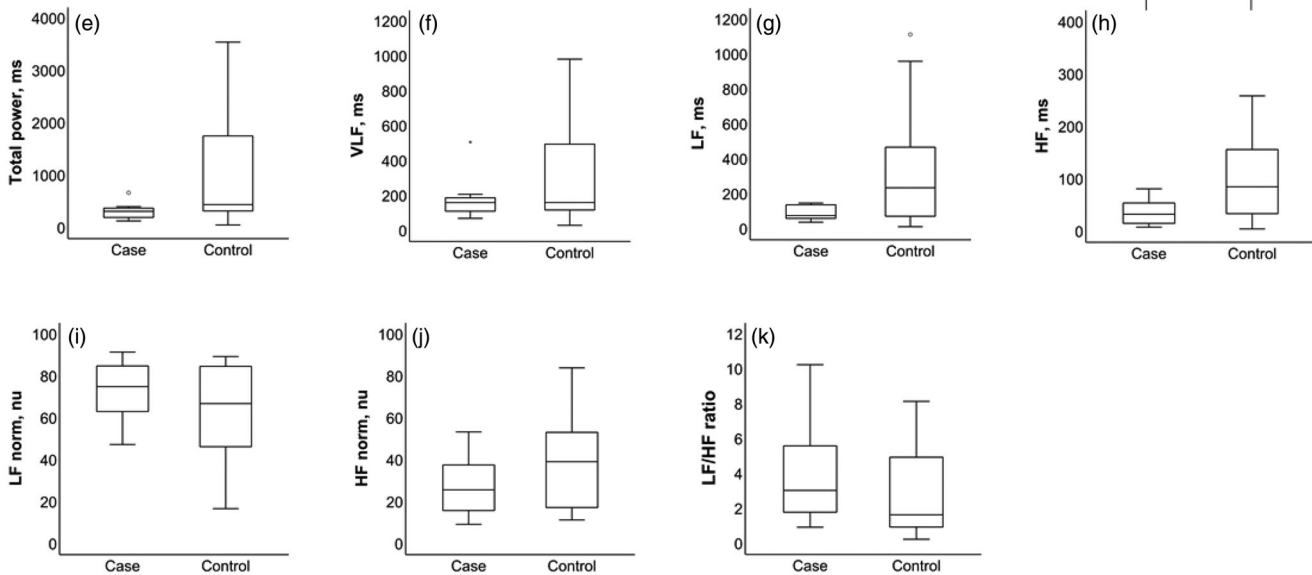 (e)
Total power, ms
4000
3000
2000
1000
0
Case Control
(f)
VLF, ms
1200
1000
800
600
400
200
0
Case Control
(g)
LF, ms
1200
1000
800
600
400
200
0
Case Control
(h)
HF, ms
400
300
200
100
0
Case Control
(i)
LF norm, nu
100
80
60
40
20
0
Case Control
(j)
HF norm, nu
100
80
60
40
20
0
Case Control
(k)
LF/HF ratio
12
10
8
6
4
2
0
Case Control